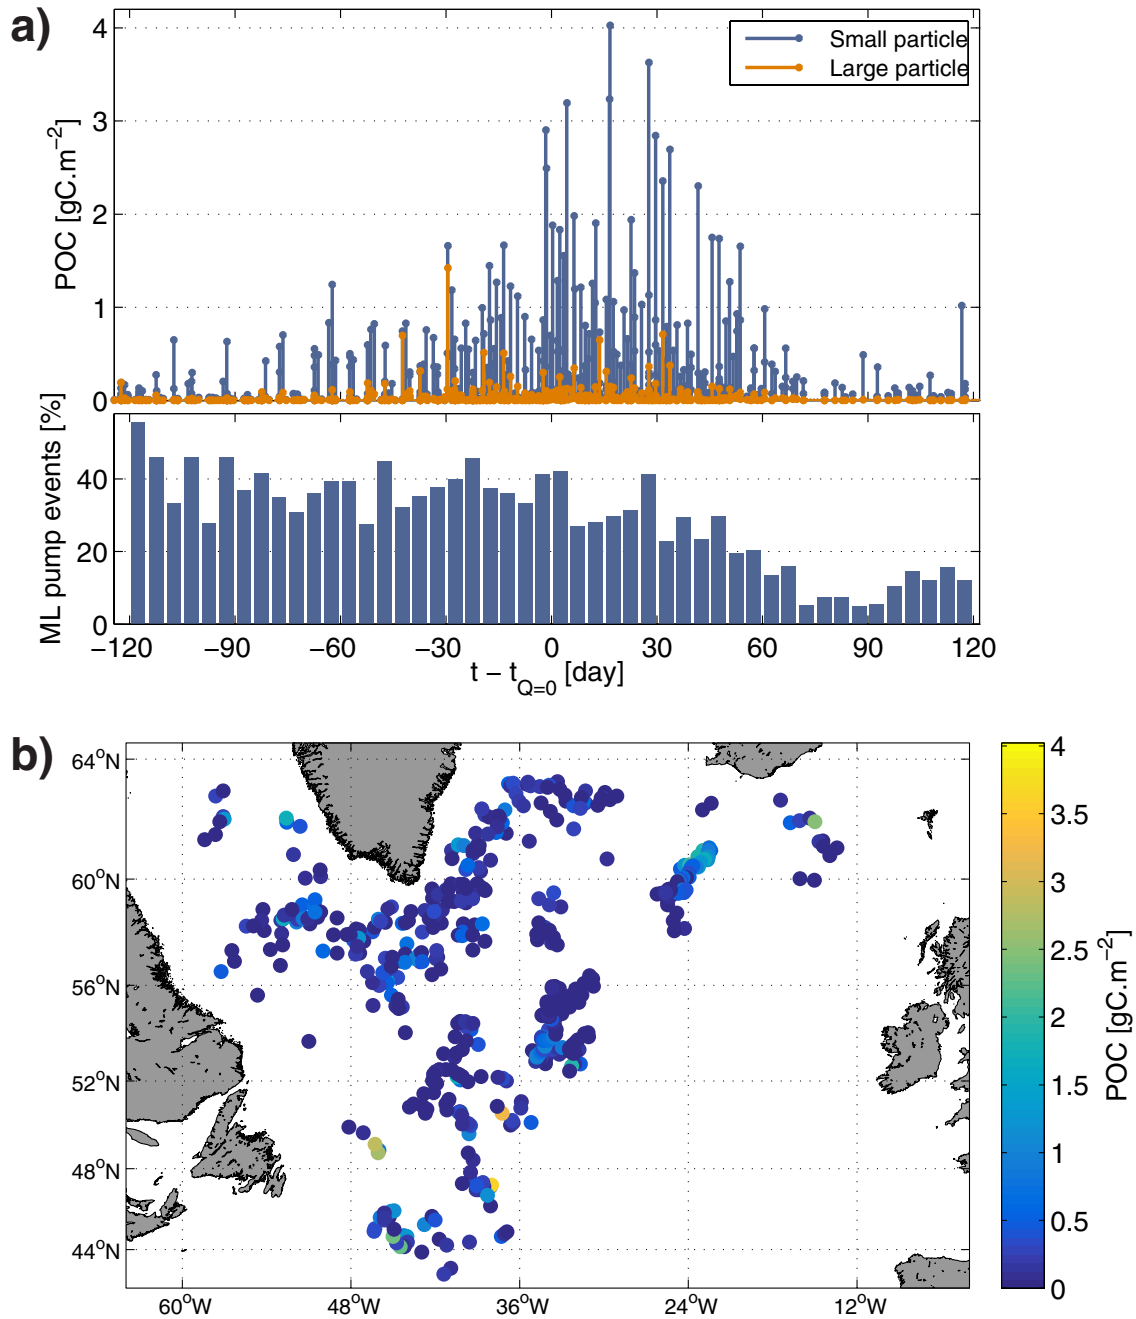 a)
Small particle
Large particle
POC [gC.m−2]
4
3
2
1
0
ML pump events [%]
40
20
0
−120 −90 −60 −30 0 30 60 90 120
t − tQ=0 [day]
b)
64°N
60°N
56°N
52°N
48°N
44°N
60°W 48°W 36°W 24°W 12°W
4
3.5
3
2.5
2
1.5
1
0.5
0
POC [gC.m−2]